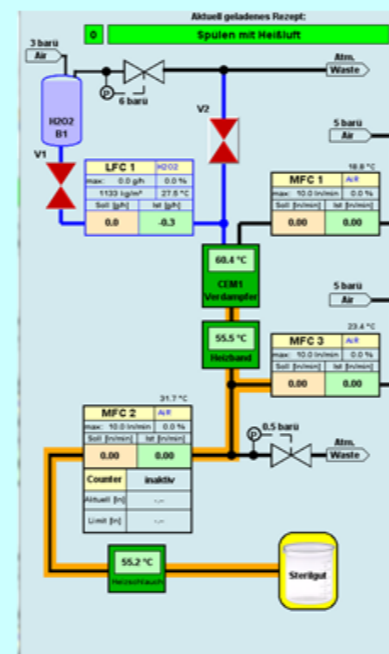 Aktuell geladenes Rezept:
0 Spülen mit Heißluft
3 barü
Air
Atm.
Waste
P
6 barü
H2O2
B1
V2
5 barü
Air
V1
LFC 1 H2O2
max: 0.0 g/h 0.0 %
1133 kg/m³ 27.5 °C
Soll [g/h] Ist [g/h]
0.0 -0.3
18.8 °C
MFC 1 AIR
max: 10.0 ln/min 0.0 %
Soll [ln/min] Ist [ln/min]
0.00 0.00
60.4 °C
CEM1
Verdampfer
5 barü
Air
55.5 °C
Heizband
23.4 °C
MFC 3 AIR
max: 10.0 ln/min 0.0 %
Soll [ln/min] Ist [ln/min]
0.00 0.00
31.7 °C
MFC 2 AIR
max: 10.0 ln/min 0.0 %
Soll [ln/min] Ist [ln/min]
0.00 0.00
Counter inaktiv
Aktuell [ln] -.--
Limit [ln] -.--
0.5 barü
P
Atm.
Waste
55.2 °C
Heizschlauch
Sterilgut